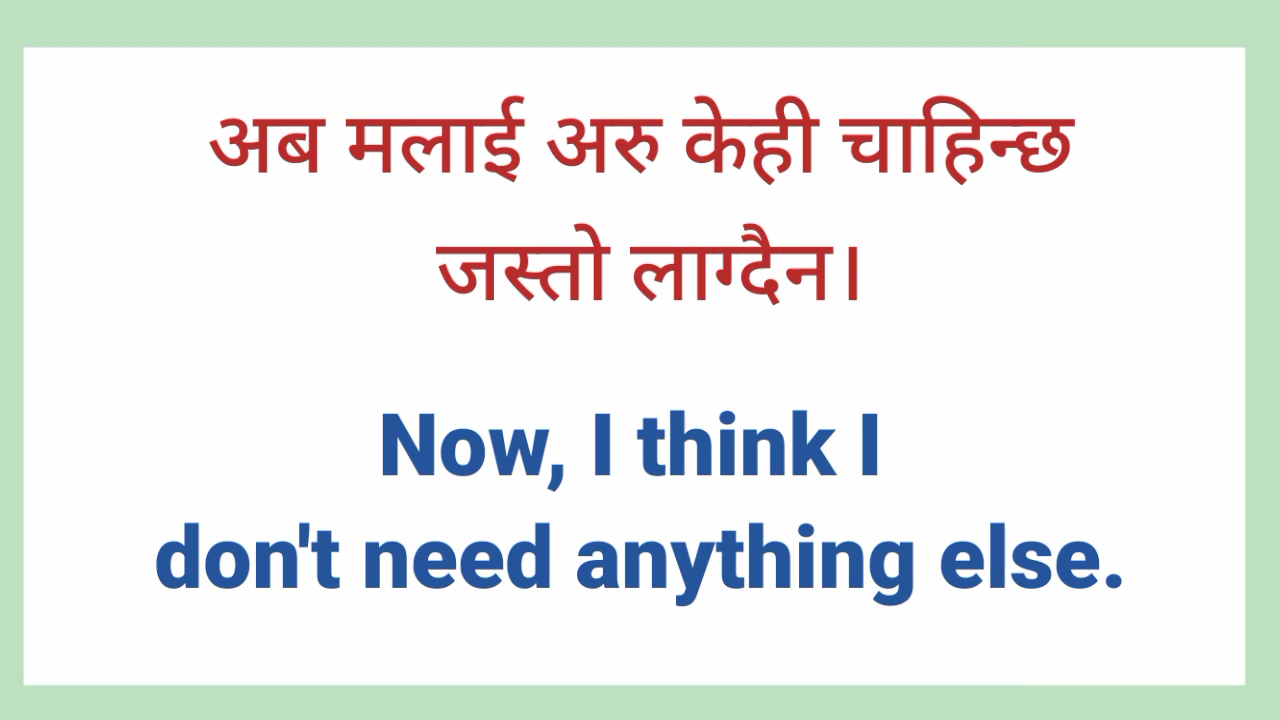 अब मलाई अरु केही चाहिन्छ
जस्तो लाग्दैन।
Now, I think I
don't need anything else.